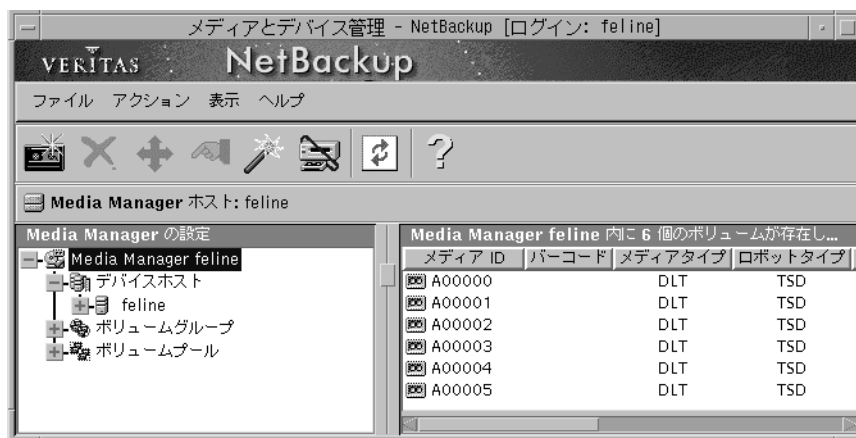 メディアとデバイス管理 - NetBackup [ログイン: feline]
VERITAS NetBackup
ファイル アクション 表示 ヘルプ
?
Media Manager ホスト: feline
Media Manager の設定
Media Manager feline
デバイスホスト
feline
ボリュームグループ
ボリュームプール
Media Manager feline 内に 6 個のボリュームが存在し...
メディア ID バーコード メディアタイプ ロボットタイプ
A00000 DLT TSD
A00001 DLT TSD
A00002 DLT TSD
A00003 DLT TSD
A00004 DLT TSD
A00005 DLT TSD